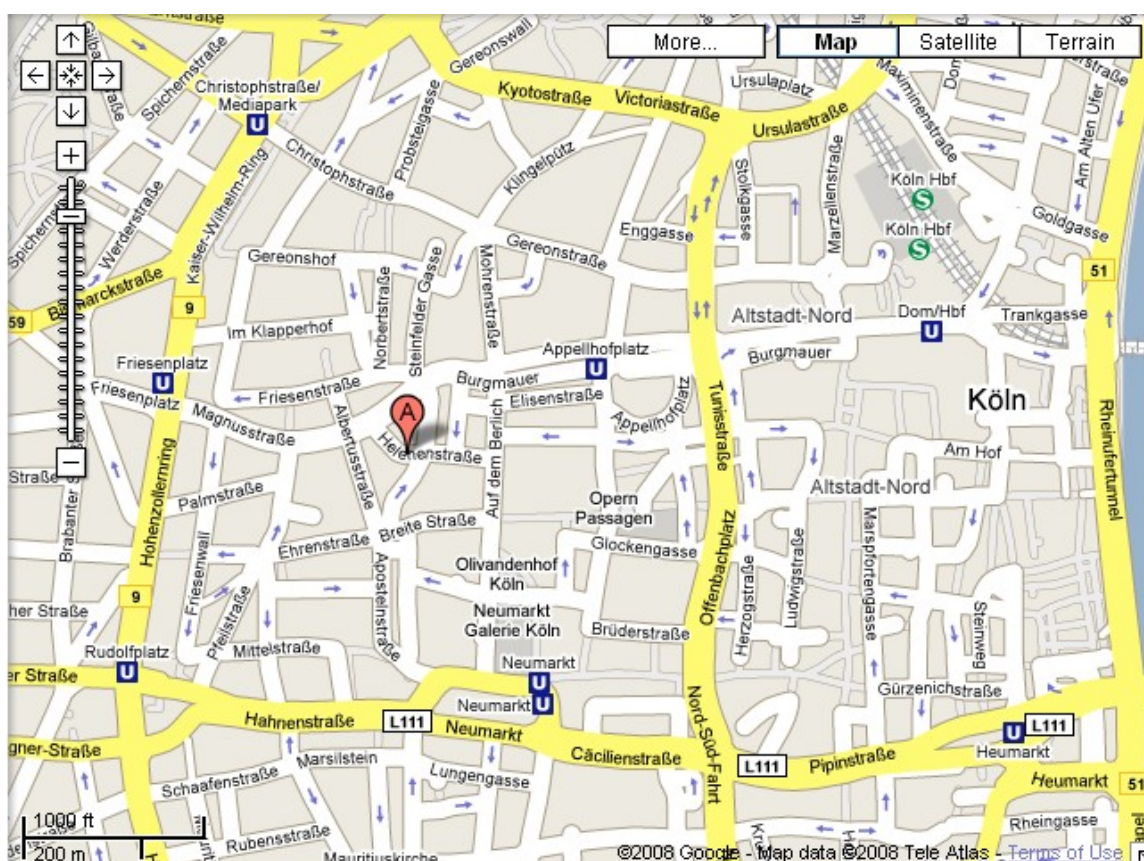 More...
Map
Satellite
Terrain
Gereonswall
Spichernstraße
Christophstraße/
Mediapark
U
Kyotostraße
Victoriastraße
Ursulaplatz
Ursulastraße
Maximinenstraße
Am Alten Ufer
Probsteigasse
Klingelpütz
Christophstraße
Kaiser-Wilhelm-Ring
Werderstraße
Stolkgasse
Marzellenstraße
Köln Hbf
S
Köln Hbf
S
Goldgasse
Enggasse
Gereonstraße
Gereonshof
Steinfelder Gasse
Mohrenstraße
Norbertstraße
51
9
59
Im Klapperhof
Altstadt-Nord
Dom/Hbf
U
Trankgasse
Friesenplatz
U
Appellhofplatz
U
Burgmauer
Burgmauer
Friesenstraße
Elisenstraße
Friesenplatz
Magnusstraße
Albertusstraße
A
Helenenstraße
Auf dem Berlich
Appellhofplatz
Tunisstraße
Köln
Rheinufertunnel
Am Hof
Altstadt-Nord
Hohenzollernring
Palmstraße
Brabanter
Opern
Passagen
Breite Straße
Ehrenstraße
Glockengasse
Offenbachplatz
Ludwigstraße
Marspfortengasse
Friesenwall
Apostelnstraße
Olivandenhof
Köln
9
Neumarkt
Galerie Köln
Brüderstraße
Herzogstraße
Steinweg
Pfeilstraße
Mittelstraße
Rudolfplatz
U
Neumarkt
U
Neumarkt
U
Gürzenichstraße
Hahnenstraße
L111
Neumarkt
Nord-Süd-Fahrt
L111
U
Heumarkt
Cäcilienstraße
L111
Pipinstraße
Heumarkt
51
Marsilstein
Lungengasse
Schaafenstraße
Rubensstraße
Mauritiuskirche
Rheingasse
1000 ft
200 m
©2008 Google - Map data ©2008 Tele Atlas - Terms of Use